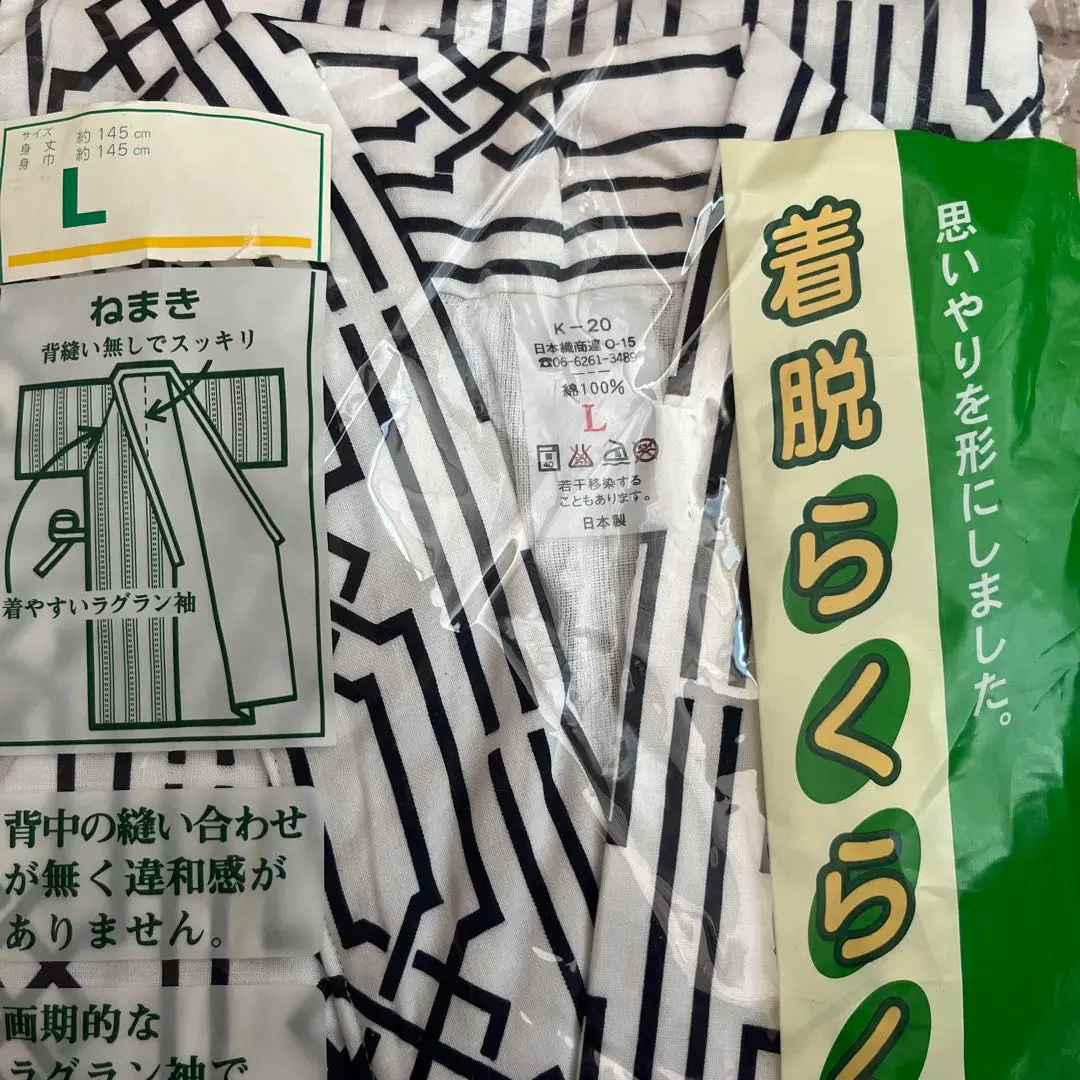 サイズ
身丈 約145cm
身巾 約145cm
L
ねまき
背縫い無しでスッキリ
着やすいラグラン袖
背中の縫い合わせ
が無く違和感が
ありません。
画期的な
ラグラン袖で
K-20
日本織商達 O-15
☎06-6261-3489
綿100%
L
40
若干移染する
こともあります。
日本製
着脱らくらく
思いやりを形にしました。